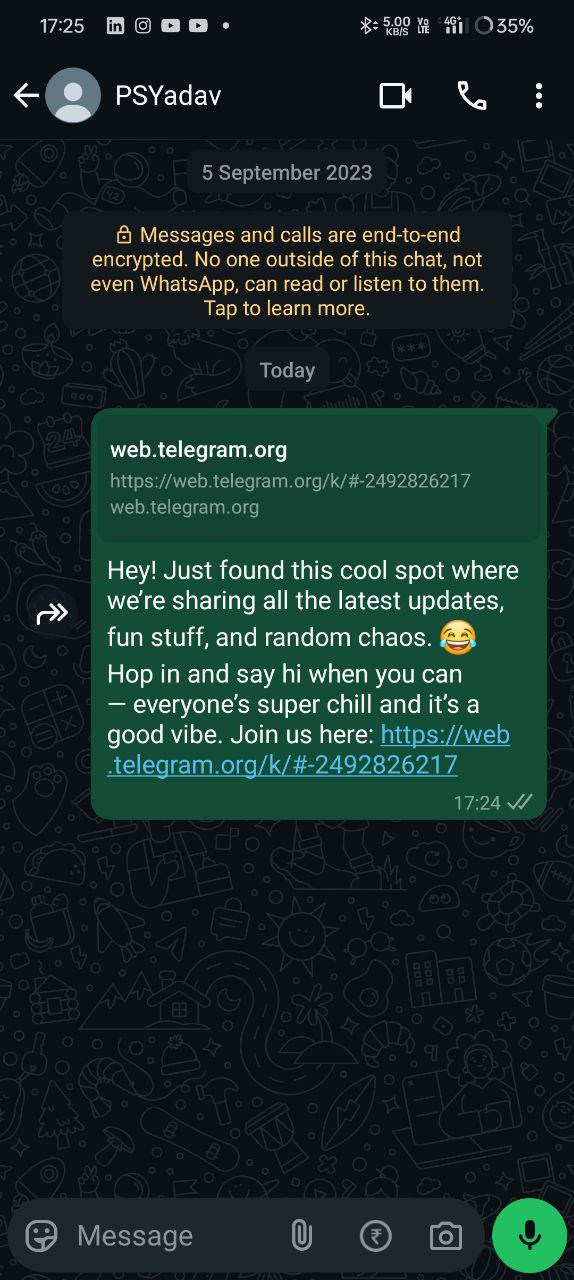 17:25
5.00
KB/S
Vo
LTE
4G+
35%
PSYadav
5 September 2023
Messages and calls are end-to-end
encrypted. No one outside of this chat, not
even WhatsApp, can read or listen to them.
Tap to learn more.
Today
web.telegram.org
https://web.telegram.org/k/#-2492826217
web.telegram.org
Hey! Just found this cool spot where
we’re sharing all the latest updates,
fun stuff, and random chaos. 😂
Hop in and say hi when you can
— everyone’s super chill and it’s a
good vibe. Join us here: https://web
.telegram.org/k/#-2492826217
17:24
Message